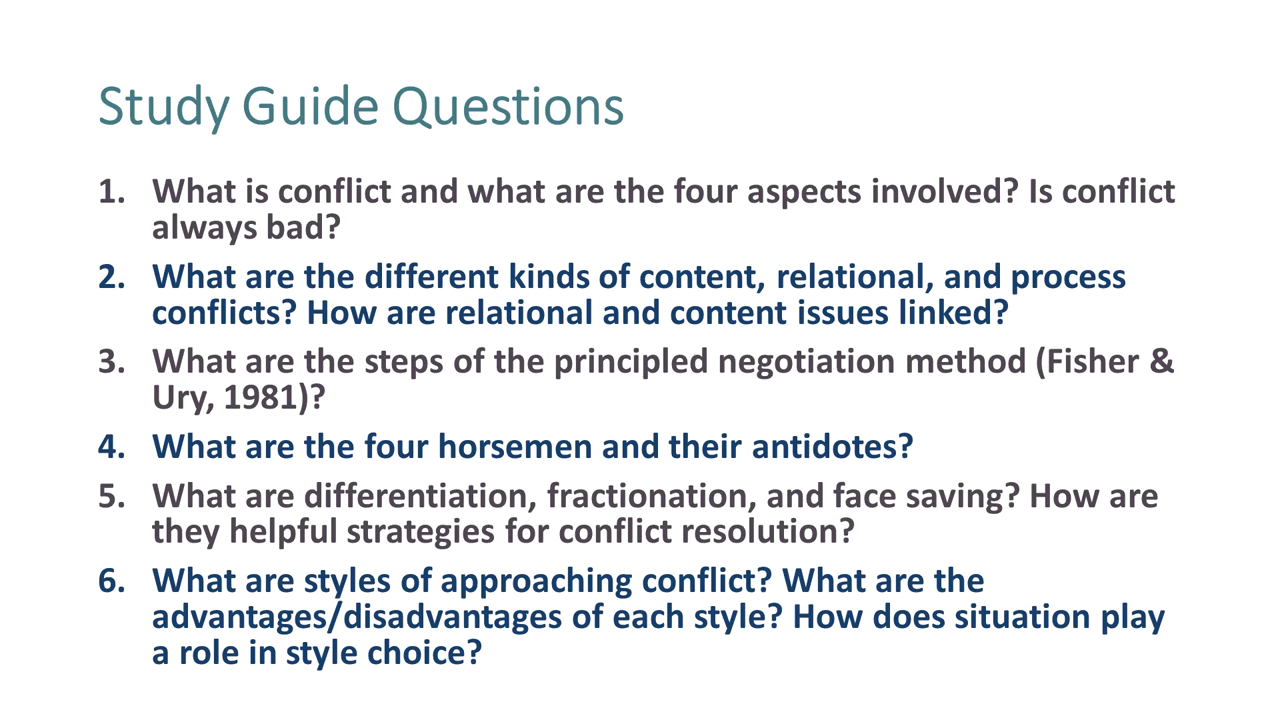 Study Guide Questions
1. What is conflict and what are the four aspects involved? Is conflict
always bad?
2. What are the different kinds of content, relational, and process
conflicts? How are relational and content issues linked?
3. What are the steps of the principled negotiation method (Fisher &
Ury, 1981)?
4. What are the four horsemen and their antidotes?
5. What are differentiation, fractionation, and face saving? How are
they helpful strategies for conflict resolution?
6. What are styles of approaching conflict? What are the
advantages/disadvantages of each style? How does situation play
a role in style choice?